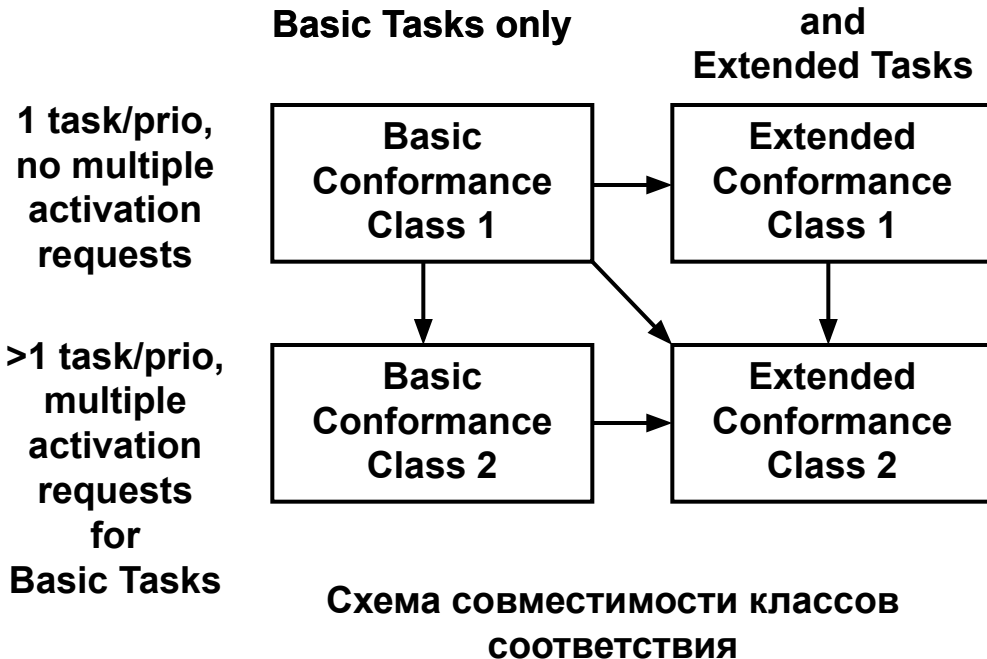 Basic Tasks only
and
Extended Tasks
1 task/prio,
no multiple
activation
requests
Basic
Conformance
Class 1
Extended
Conformance
Class 1
>1 task/prio,
multiple
activation
requests
for
Basic Tasks
Basic
Conformance
Class 2
Extended
Conformance
Class 2
Схема совместимости классов
соответствия